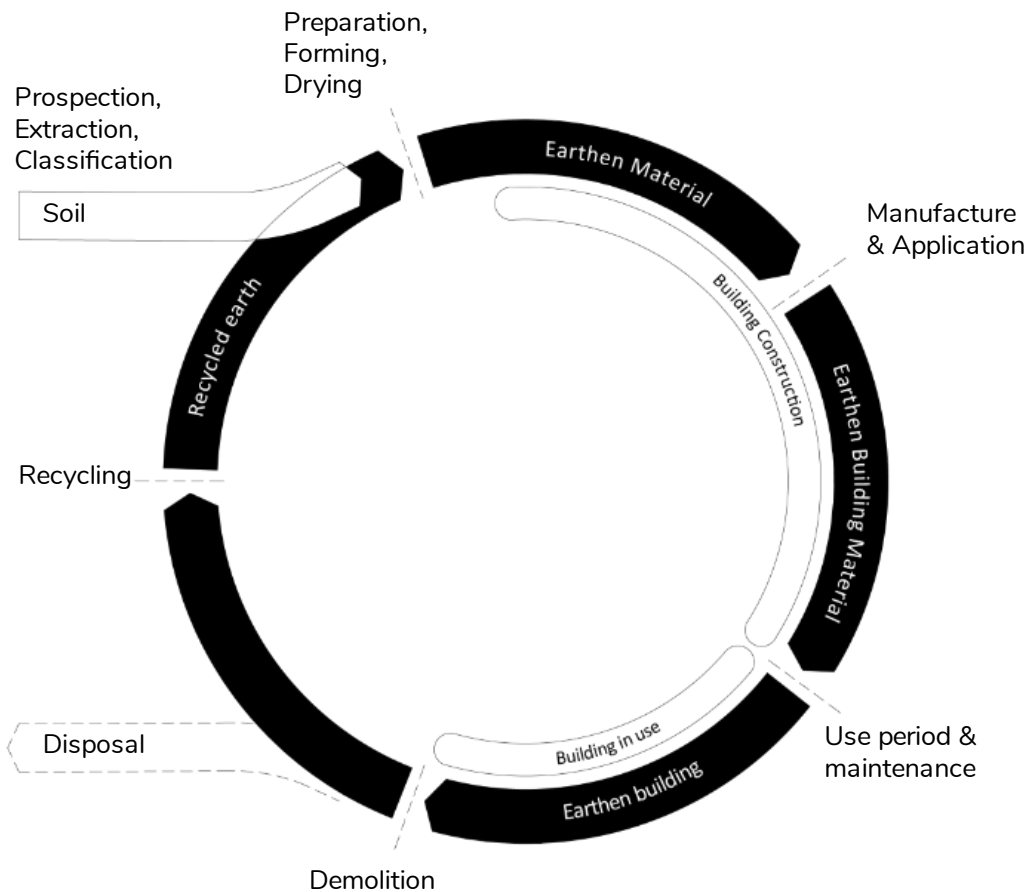 Preparation,
Forming,
Drying
Prospection,
Extraction,
Classification
Soil
Earthen Material
Manufacture
& Application
Building Construction
Earthen Building Material
Recycled earth
Recycling
Use period &
maintenance
Building in use
Earthen building
Disposal
Demolition